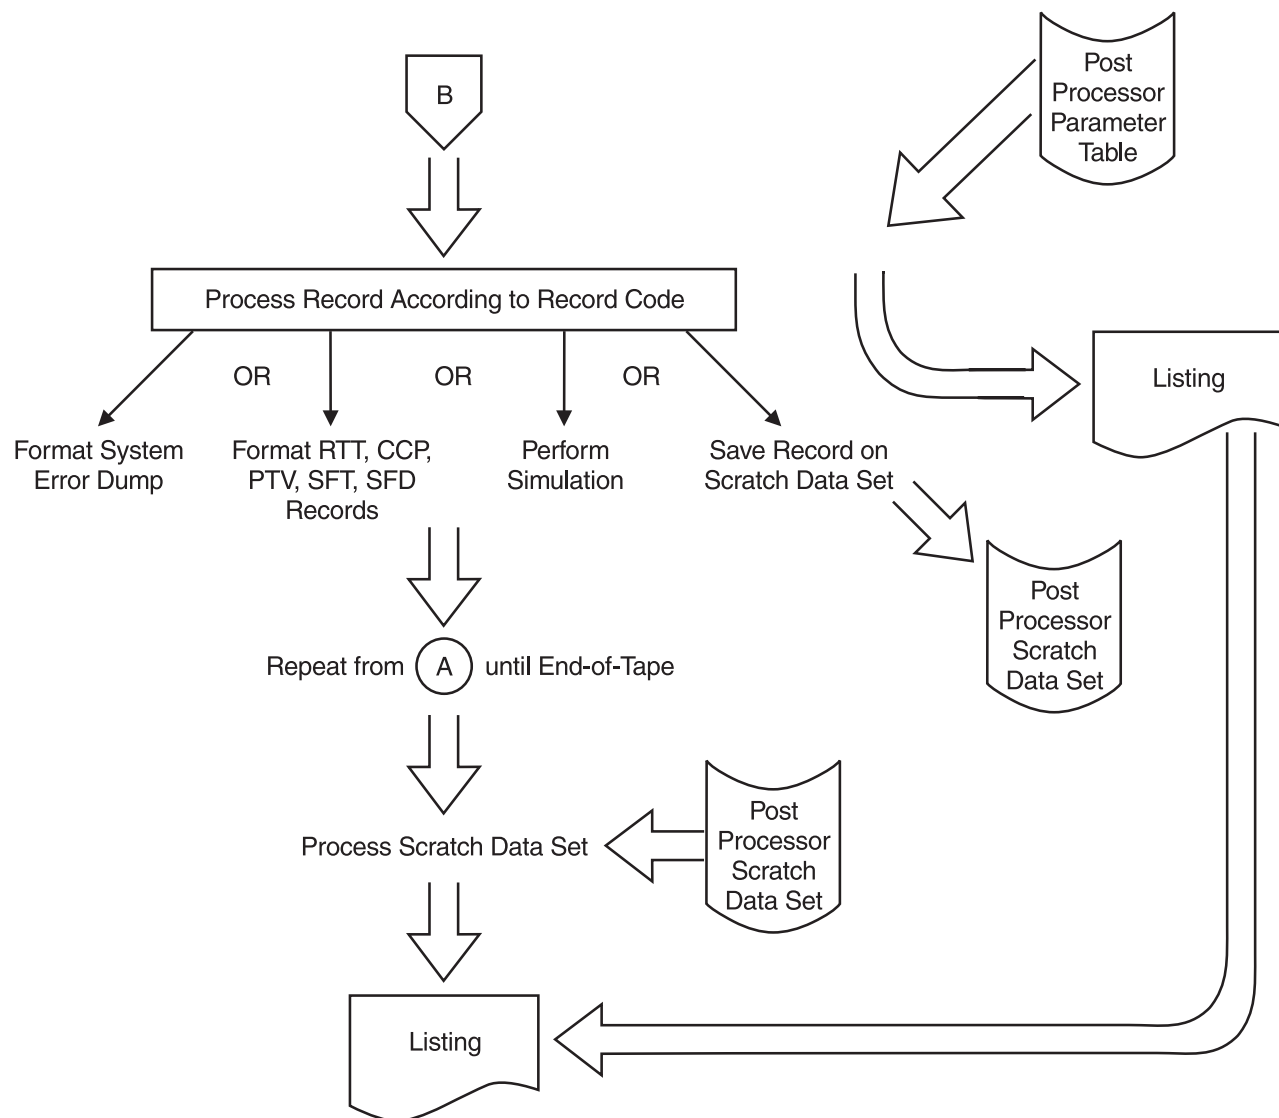 Post
Processor
Parameter
Table
B
Process Record According to Record Code
Listing
OR
OR
OR
Format System
Error Dump
Format RTT, CCP,
PTV, SFT, SFD
Records
Perform
Simulation
Save Record on
Scratch Data Set
Post
Processor
Scratch
Data Set
Repeat from A until End-of-Tape
Post
Processor
Scratch
Data Set
Process Scratch Data Set
Listing